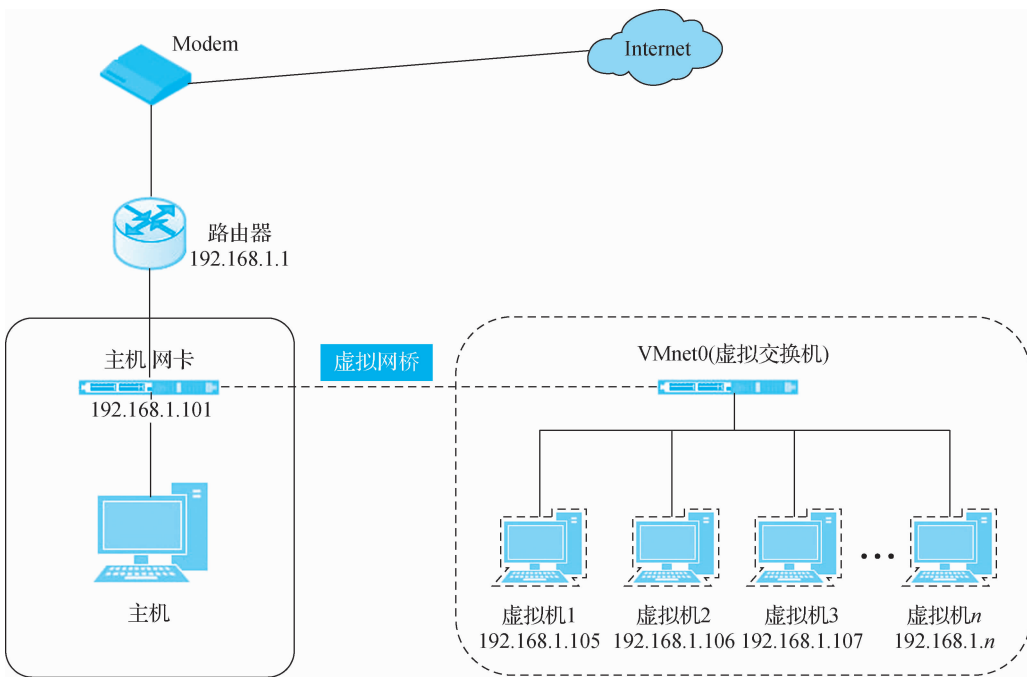 Modem
Internet
路由器
192.168.1.1
主机 网卡
192.168.1.101
主机
虚拟网桥
VMnet0(虚拟交换机)
虚拟机1
192.168.1.105
虚拟机2
192.168.1.106
虚拟机3
192.168.1.107
•••
虚拟机n
192.168.1.n